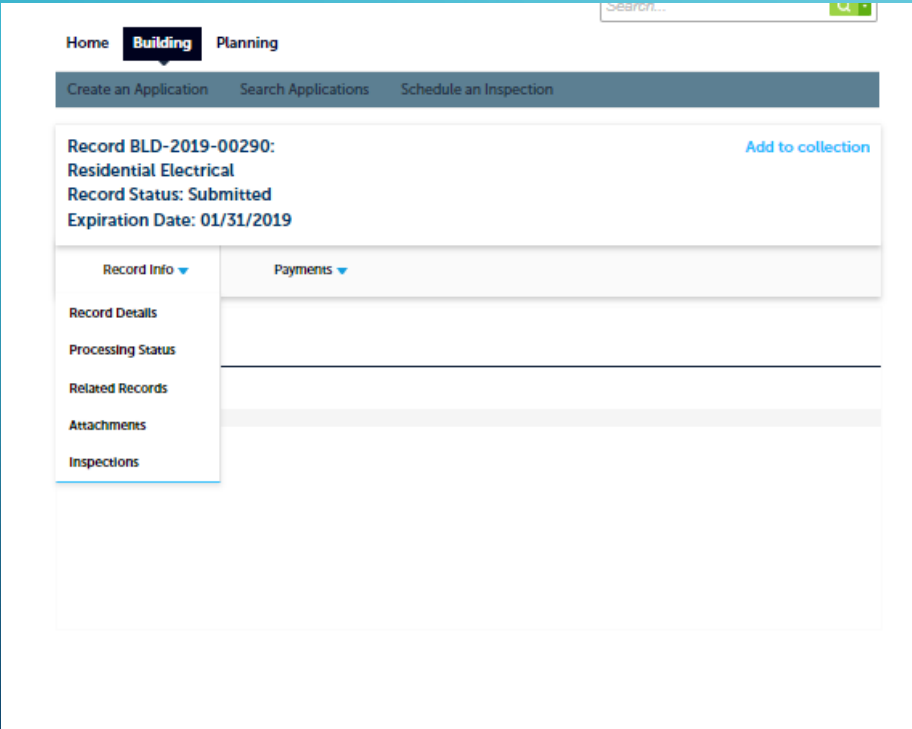 Search...
Home Building Planning
Create an Application Search Applications Schedule an Inspection
Record BLD-2019-00290:
Add to collection
Residential Electrical
Record Status: Submitted
Expiration Date: 01/31/2019
Record Info Payments
Record Details
Processing Status
Related Records
Attachments
Inspections